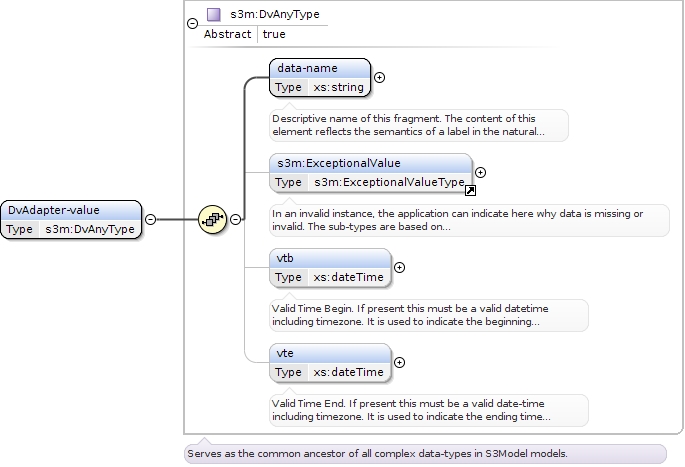 s3m:DvAnyType
Abstract true
data-name
Type xs:string
Descriptive name of this fragment. The content of this
element reflects the semantics of a label in the natural...
s3m:ExceptionalValue
Type s3m:ExceptionalValueType
In an invalid instance, the application can indicate here why data is missing or
invalid. The sub-types are based on...
DvAdapter-value
Type s3m:DvAnyType
vtb
Type xs:dateTime
Valid Time Begin. If present this must be a valid datetime
including timezone. It is used to indicate the beginning...
vte
Type xs:dateTime
Valid Time End. If present this must be a valid date-time
including timezone. It is used to indicate the ending time...
Serves as the common ancestor of all complex data-types in S3Model models.